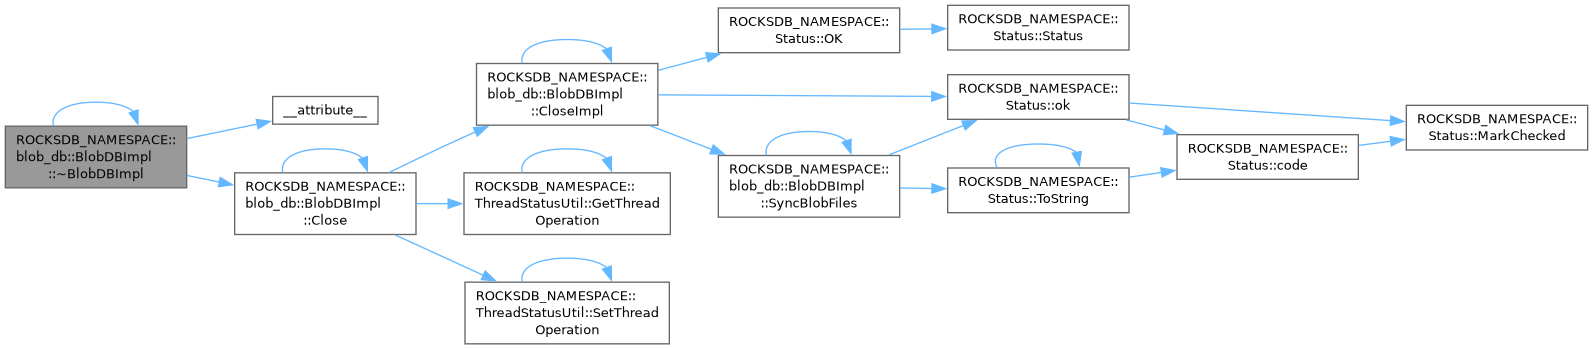 ROCKSDB_NAMESPACE::
blob_db::BlobDBImpl
::~BlobDBImpl
__attribute__
ROCKSDB_NAMESPACE::
blob_db::BlobDBImpl
::Close
ROCKSDB_NAMESPACE::
blob_db::BlobDBImpl
::CloseImpl
ROCKSDB_NAMESPACE::
ThreadStatusUtil::GetThread
Operation
ROCKSDB_NAMESPACE::
ThreadStatusUtil::SetThread
Operation
ROCKSDB_NAMESPACE::
Status::OK
ROCKSDB_NAMESPACE::
Status::Status
ROCKSDB_NAMESPACE::
Status::ok
ROCKSDB_NAMESPACE::
blob_db::BlobDBImpl
::SyncBlobFiles
ROCKSDB_NAMESPACE::
Status::ToString
ROCKSDB_NAMESPACE::
Status::code
ROCKSDB_NAMESPACE::
Status::MarkChecked